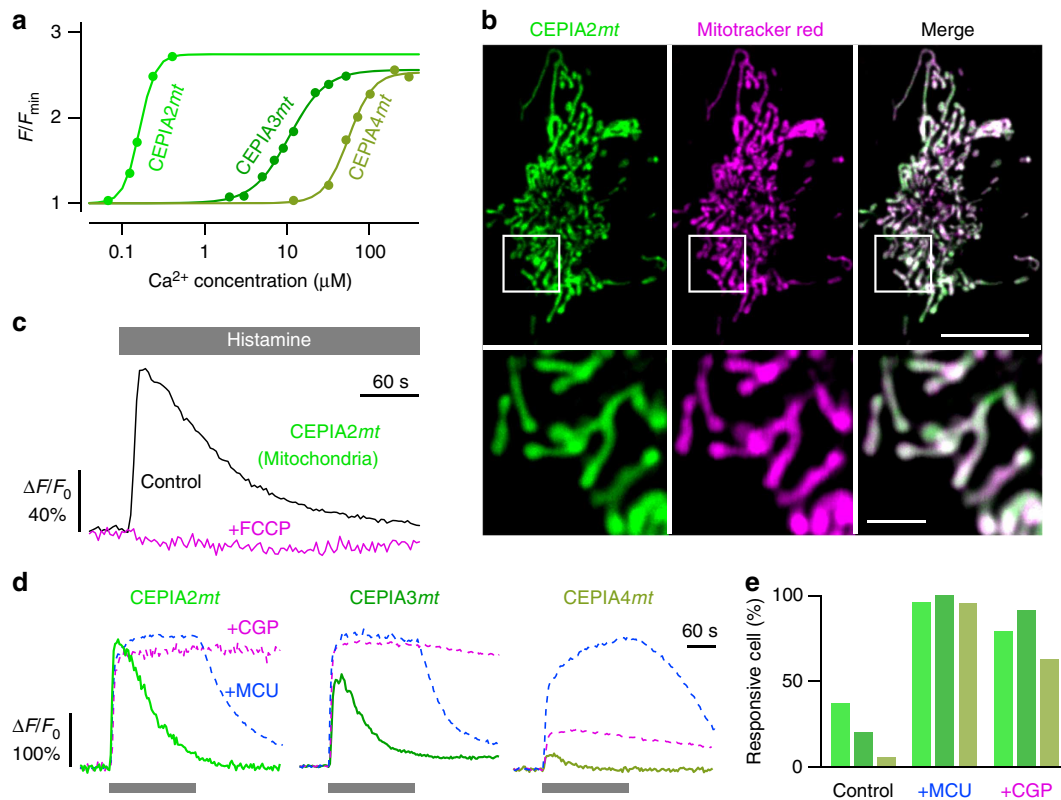 a
3
2
1
F/Fmin
CEPIA2mt
CEPIA3mt
CEPIA4mt
0.1 1 10 100
Ca2+ concentration (μM)
b
CEPIA2mt Mitotracker red Merge
c
Histamine
60 s
CEPIA2mt
(Mitochondria)
Control
ΔF/F0
40%
+FCCP
d
CEPIA2mt CEPIA3mt CEPIA4mt
+CGP
60 s
+MCU
ΔF/F0
100%
e
Responsive cell (%)
100
50
0
Control +MCU +CGP